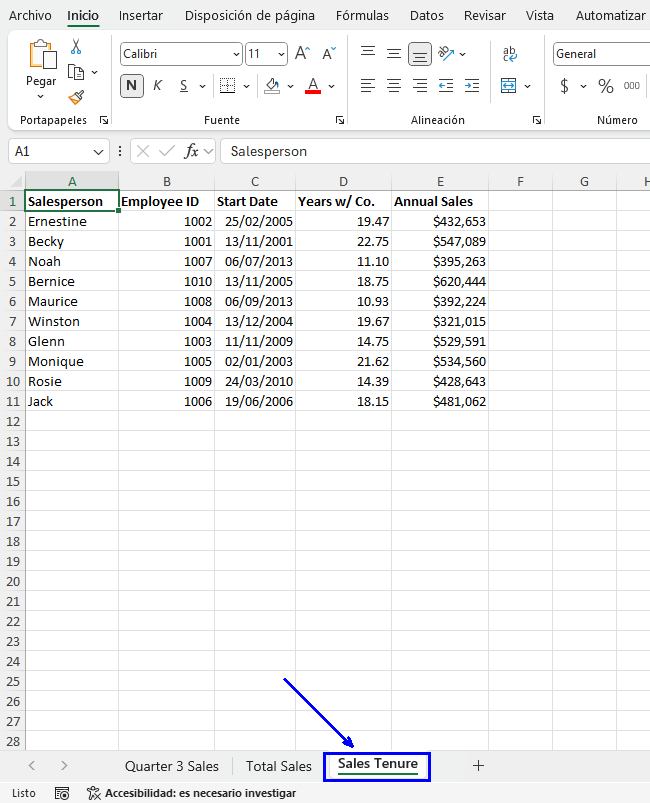 Archivo Inicio Insertar Disposición de página Fórmulas Datos Revisar Vista Automatizar
Pegar
Calibri 11
N K S A
ab
General
$ % 000
Portapapeles Fuente Alineación Número
A1 fx Salesperson
A B C D E F G H
1 Salesperson Employee ID Start Date Years w/ Co. Annual Sales
2 Ernestine 1002 25/02/2005 19.47 $432,653
3 Becky 1001 13/11/2001 22.75 $547,089
4 Noah 1007 06/07/2013 11.10 $395,263
5 Bernice 1010 13/11/2005 18.75 $620,444
6 Maurice 1008 06/09/2013 10.93 $392,224
7 Winston 1004 13/12/2004 19.67 $321,015
8 Glenn 1003 11/11/2009 14.75 $529,591
9 Monique 1005 02/01/2003 21.62 $534,560
10 Rosie 1009 24/03/2010 14.39 $428,643
11 Jack 1006 19/06/2006 18.15 $481,062
12
13
14
15
16
17
18
19
20
21
22
23
24
25
26
27
28
Quarter 3 Sales Total Sales Sales Tenure
Listo Accesibilidad: es necesario investigar